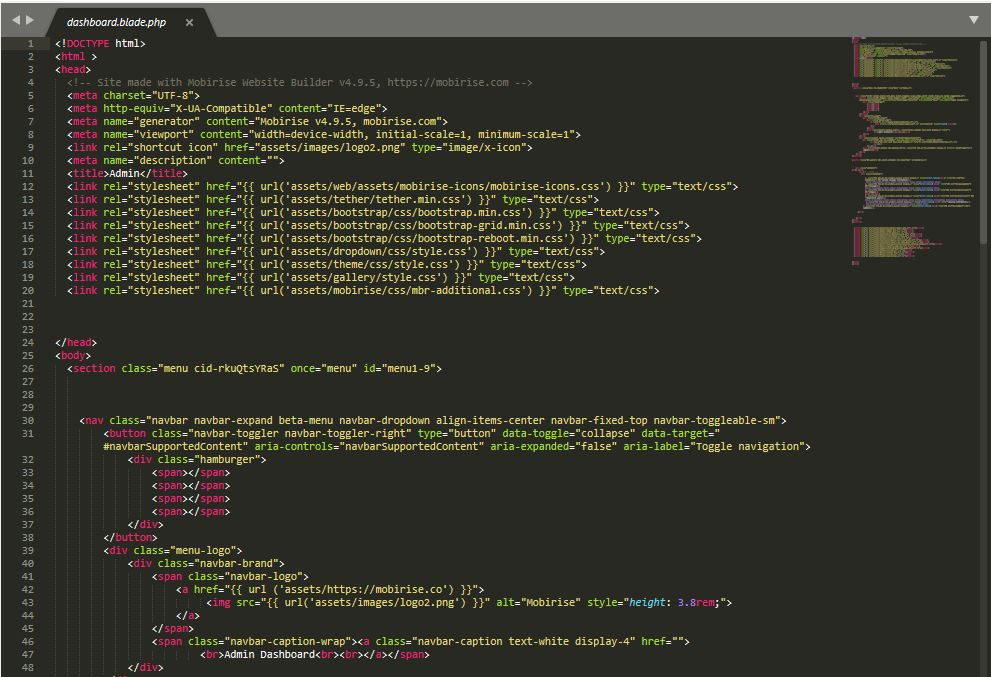 dashboard.blade.php ×
1 <!DOCTYPE html>
2 <html >
3 <head>
4 <!-- Site made with Mobirise Website Builder v4.9.5, https://mobirise.com -->
5 <meta charset="UTF-8">
6 <meta http-equiv="X-UA-Compatible" content="IE=edge">
7 <meta name="generator" content="Mobirise v4.9.5, mobirise.com">
8 <meta name="viewport" content="width=device-width, initial-scale=1, minimum-scale=1">
9 <link rel="shortcut icon" href="assets/images/logo2.png" type="image/x-icon">
10 <meta name="description" content="">
11 <title>Admin</title>
12 <link rel="stylesheet" href="{{ url('assets/web/assets/mobirise-icons/mobirise-icons.css') }}" type="text/css">
13 <link rel="stylesheet" href="{{ url('assets/tether/tether.min.css') }}" type="text/css">
14 <link rel="stylesheet" href="{{ url('assets/bootstrap/css/bootstrap.min.css') }}" type="text/css">
15 <link rel="stylesheet" href="{{ url('assets/bootstrap/css/bootstrap-grid.min.css') }}" type="text/css">
16 <link rel="stylesheet" href="{{ url('assets/bootstrap/css/bootstrap-reboot.min.css') }}" type="text/css">
17 <link rel="stylesheet" href="{{ url('assets/dropdown/css/style.css') }}" type="text/css">
18 <link rel="stylesheet" href="{{ url('assets/theme/css/style.css') }}" type="text/css">
19 <link rel="stylesheet" href="{{ url('assets/gallery/style.css') }}" type="text/css">
20 <link rel="stylesheet" href="{{ url('assets/mobirise/css/mbr-additional.css') }}" type="text/css">
21
22
23
24 </head>
25 <body>
26 <section class="menu cid-rkuQtsYRaS" once="menu" id="menu1-9">
27
28
29
30 <nav class="navbar navbar-expand beta-menu navbar-dropdown align-items-center navbar-fixed-top navbar-toggleable-sm">
31 <button class="navbar-toggler navbar-toggler-right" type="button" data-toggle="collapse" data-target="
#navbarSupportedContent" aria-controls="navbarSupportedContent" aria-expanded="false" aria-label="Toggle navigation">
32 <div class="hamburger">
33 <span></span>
34 <span></span>
35 <span></span>
36 <span></span>
37 </div>
38 </button>
39 <div class="menu-logo">
40 <div class="navbar-brand">
41 <span class="navbar-logo">
42 <a href="{{ url ('assets/https://mobirise.co') }}">
43 <img src="{{ url('assets/images/logo2.png') }}" alt="Mobirise" style="height: 3.8rem;">
44 </a>
45 </span>
46 <span class="navbar-caption-wrap"><a class="navbar-caption text-white display-4" href="">
47 <br>Admin Dashboard<br><br></a></span>
48 </div>